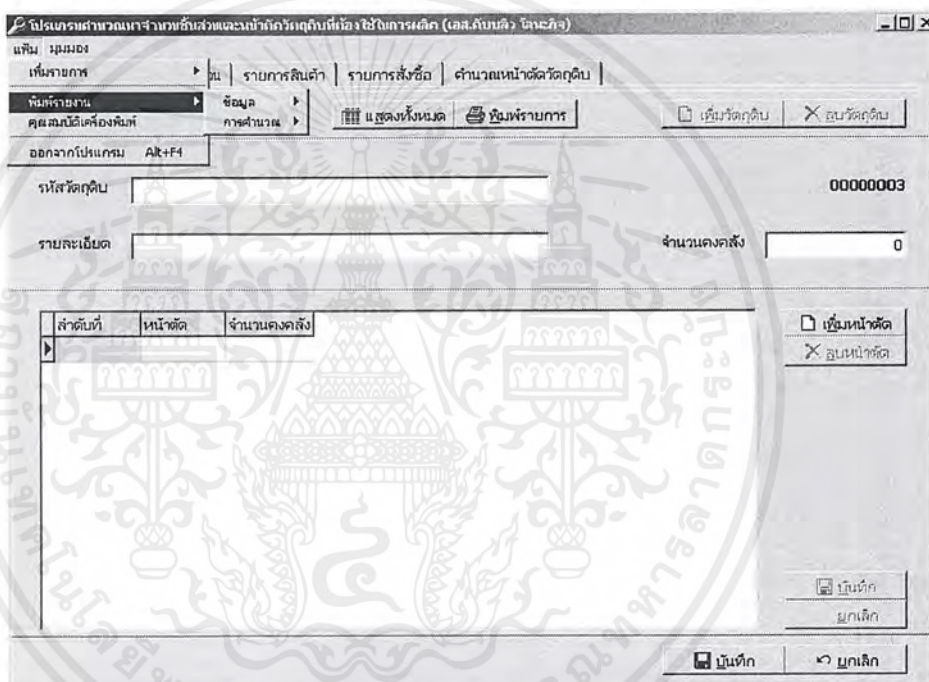 โปรแกรมคำนวณหาจำนวนชิ้นส่วนและหน้าตัดวัตถุดิบที่ต้องใช้ในการผลิต (เอส.ดับบลิว โลหะกิจ)
แฟ้ม มุมมอง
เพิ่มรายการ
รายการสินค้า รายการสั่งซื้อ คำนวณหน้าตัดวัตถุดิบ
พิมพ์รายงาน ข้อมูล แสดงทั้งหมด พิมพ์รายการ เพิ่มวัตถุดิบ ลบวัตถุดิบ
คุณสมบัติเครื่องพิมพ์ การคำนวณ
ออกจากโปรแกรม Alt+F4
รหัสวัตถุดิบ 00000003
รายละเอียด จำนวนคงคลัง 0
ลำดับที่ หน้าตัด จำนวนคงคลัง เพิ่มหน้าตัด
ลบหน้าตัด
บันทึก
ยกเลิก
บันทึก ยกเลิก